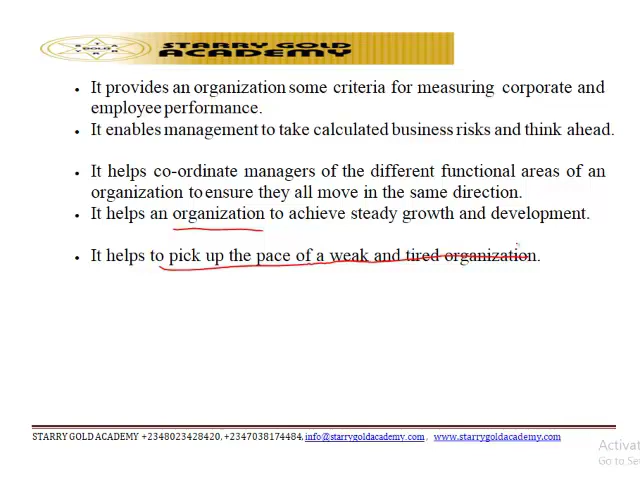 STARRY GOLD
ACADEMY
• It provides an organization some criteria for measuring corporate and
employee performance.
• It enables management to take calculated business risks and think ahead.
• It helps co-ordinate managers of the different functional areas of an
organization to ensure they all move in the same direction.
• It helps an organization to achieve steady growth and development.
• It helps to pick up the pace of a weak and tired organization.
STARRY GOLD ACADEMY +2348023428420, +2347038174484, info@starrygoldacademy.com, www.starrygoldacademy.com
Activat
Go to Se